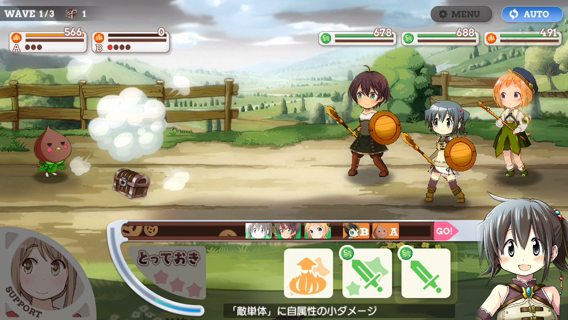 WAVE 1/3 1
MENU AUTO
566 0 678 688 491
A B
B A GO!
とっておき
SUPPORT
「敵単体」に自属性の小ダメージ